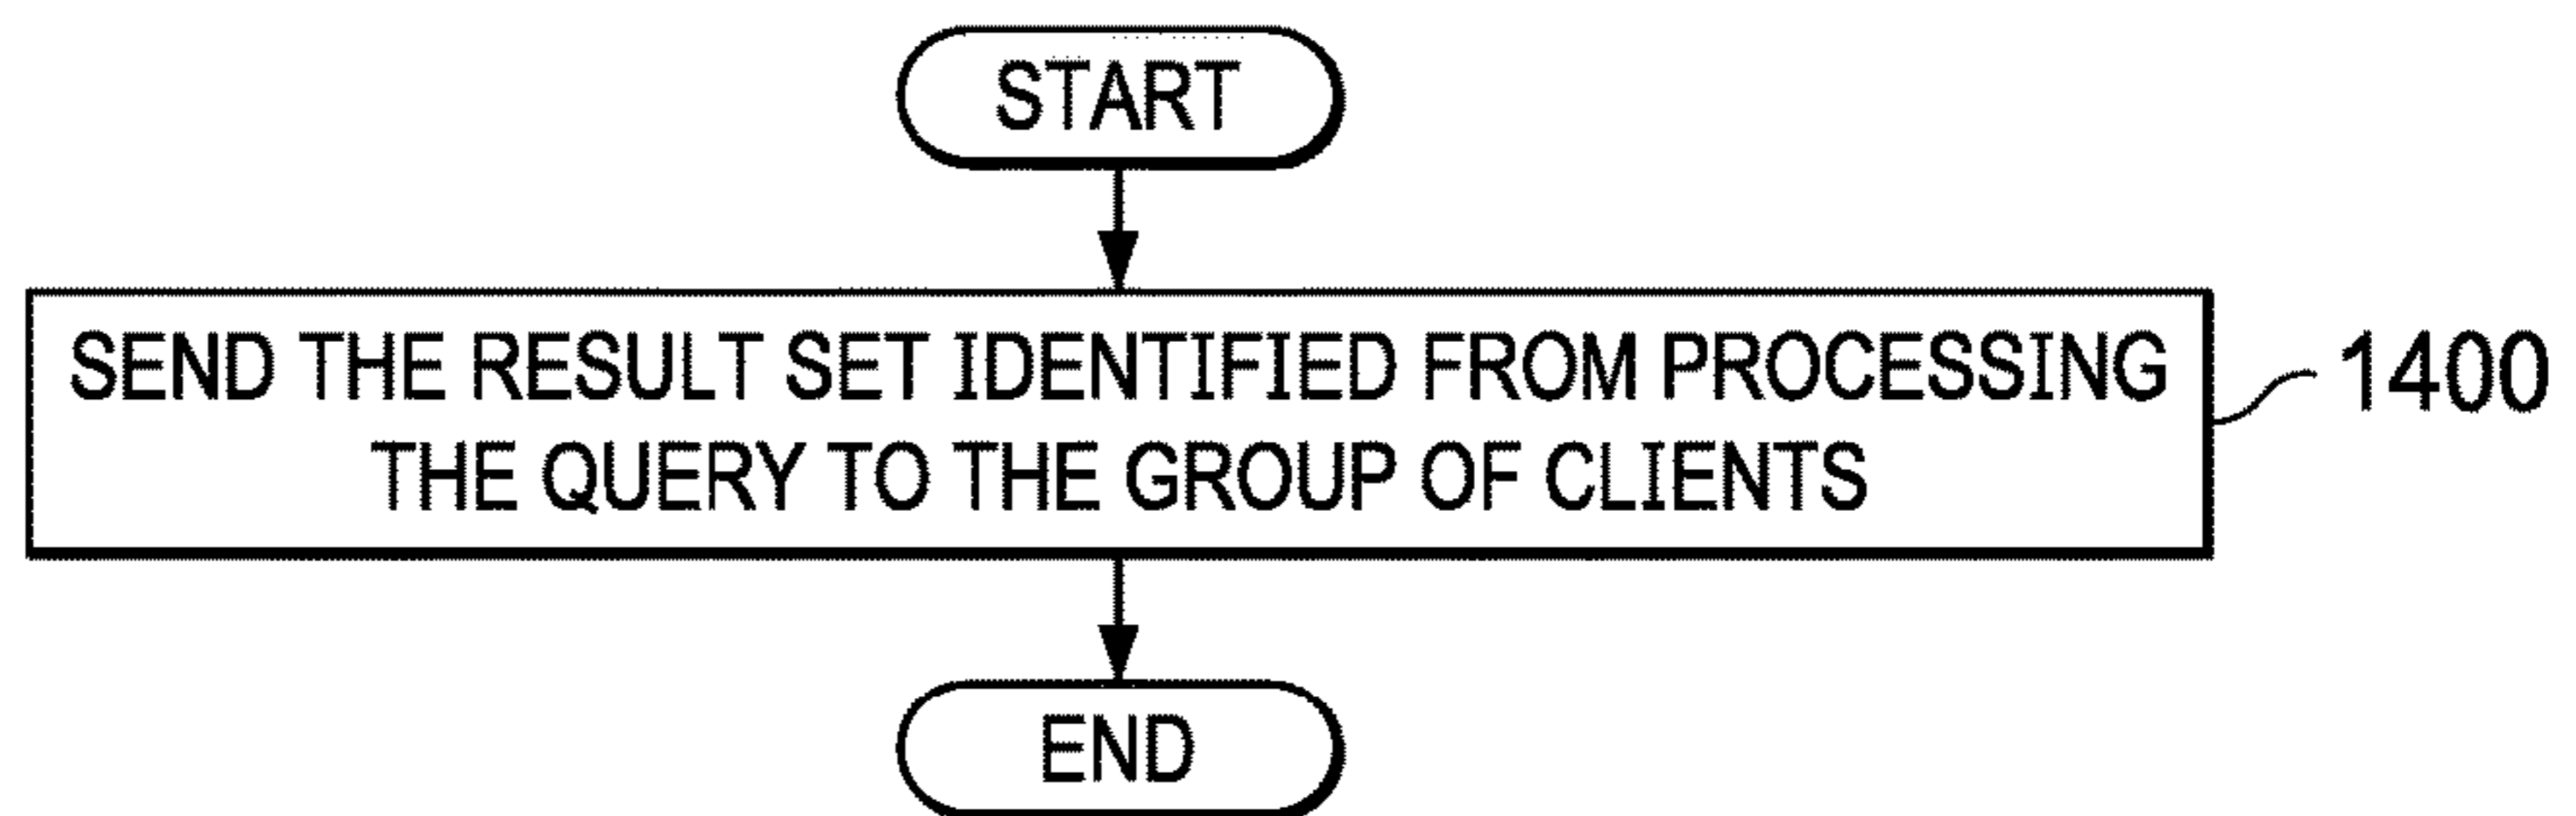 START
SEND THE RESULT SET IDENTIFIED FROM PROCESSING
THE QUERY TO THE GROUP OF CLIENTS
1400
END